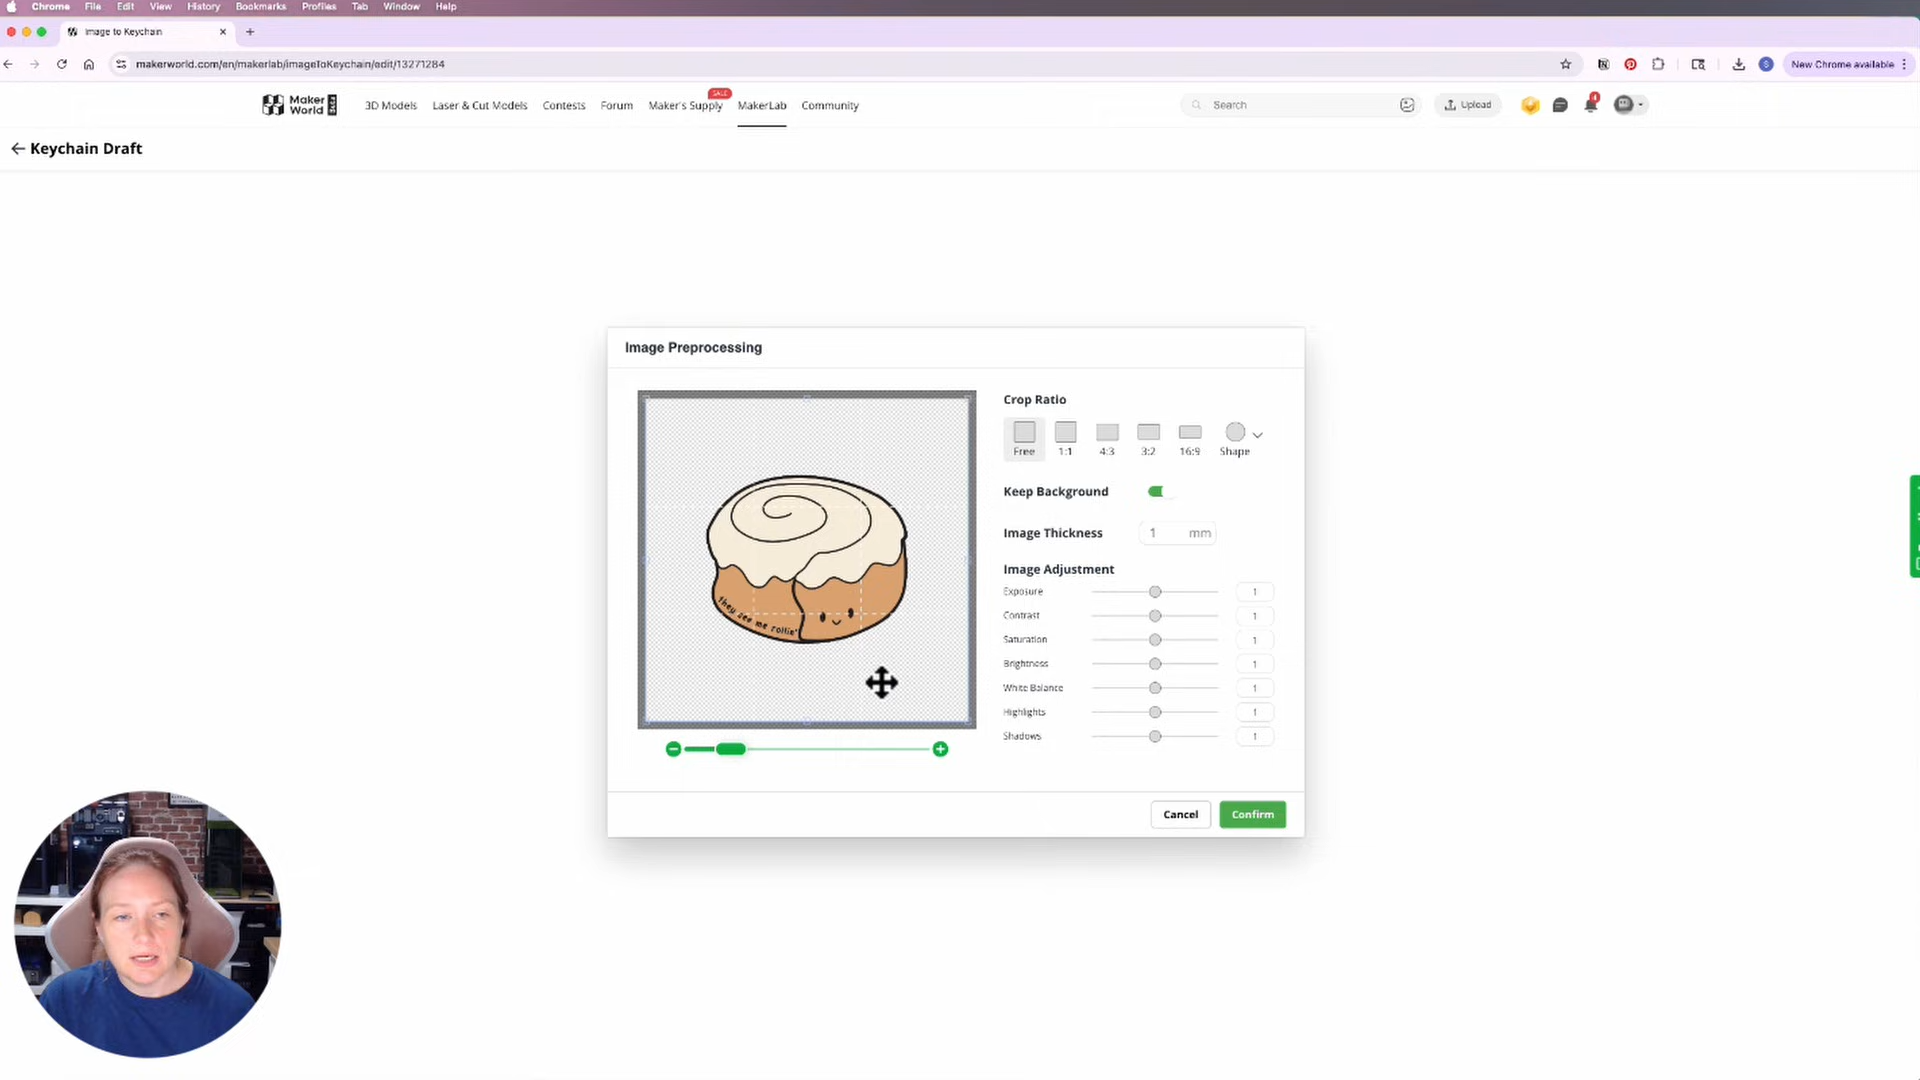 Chrome File Edit View History Bookmarks Profiles Tab Window Help
Image to Keychain
makerworld.com/en/makerlab/imageToKeychain/edit/13271284
New Chrome available
Maker World
3D Models Laser & Cut Models Contests Forum Maker's Supply SALE MakerLab Community
Search
Upload
Keychain Draft
Image Preprocessing
they see me rollin'
Crop Ratio
Free 1:1 4:3 3:2 16:9 Shape
Keep Background
Image Thickness 1 mm
Image Adjustment
Exposure 1
Contrast 1
Saturation 1
Brightness 1
White Balance 1
Highlights 1
Shadows 1
Cancel Confirm